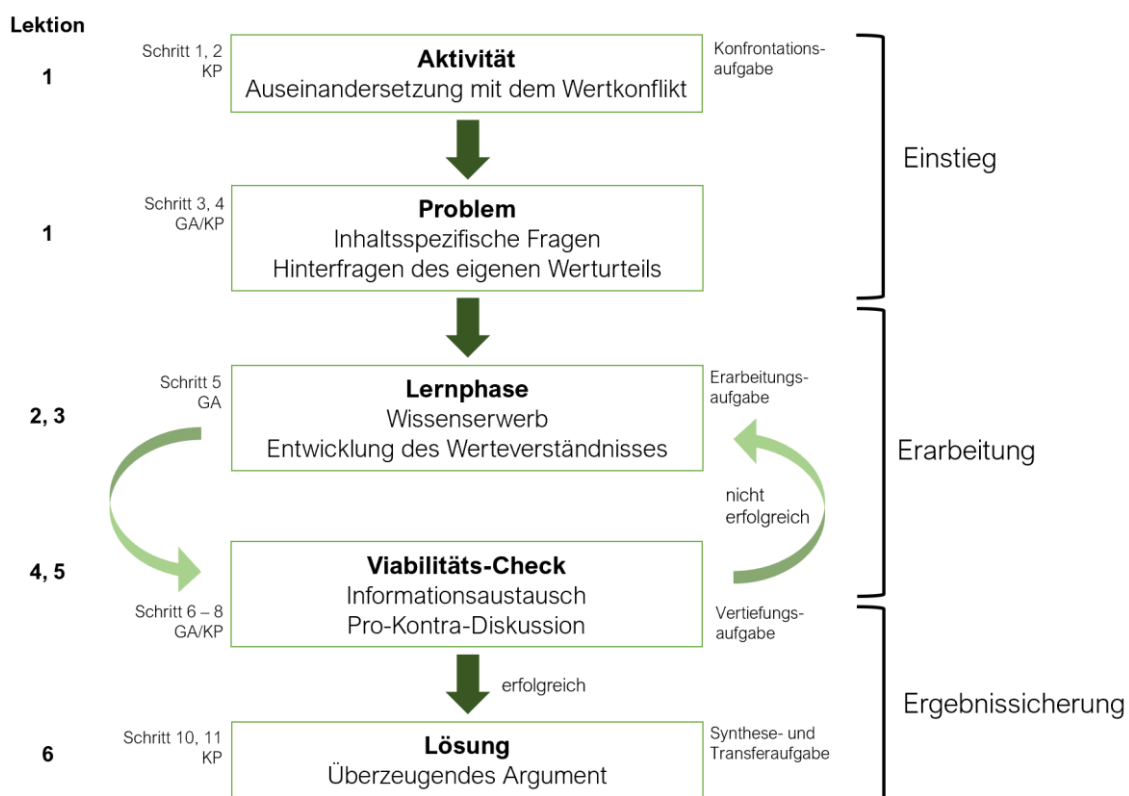 Lektion
Schritt 1, 2
KP
1
Aktivität
Auseinandersetzung mit dem Wertkonflikt
Konfrontations-
aufgabe
Einstieg
Schritt 3, 4
GA/KP
1
Problem
Inhaltsspezifische Fragen
Hinterfragen des eigenen Werturteils
Schritt 5
GA
2, 3
Lernphase
Wissenserwerb
Entwicklung des Werteverständnisses
Erarbeitungs-
aufgabe
Erarbeitung
nicht
erfolgreich
4, 5
Viabilitäts-Check
Informationsaustausch
Pro-Kontra-Diskussion
Schritt 6 – 8
GA/KP
Vertiefungs-
aufgabe
erfolgreich
Ergebnissicherung
Schritt 10, 11
KP
6
Lösung
Überzeugendes Argument
Synthese- und
Transferaufgabe